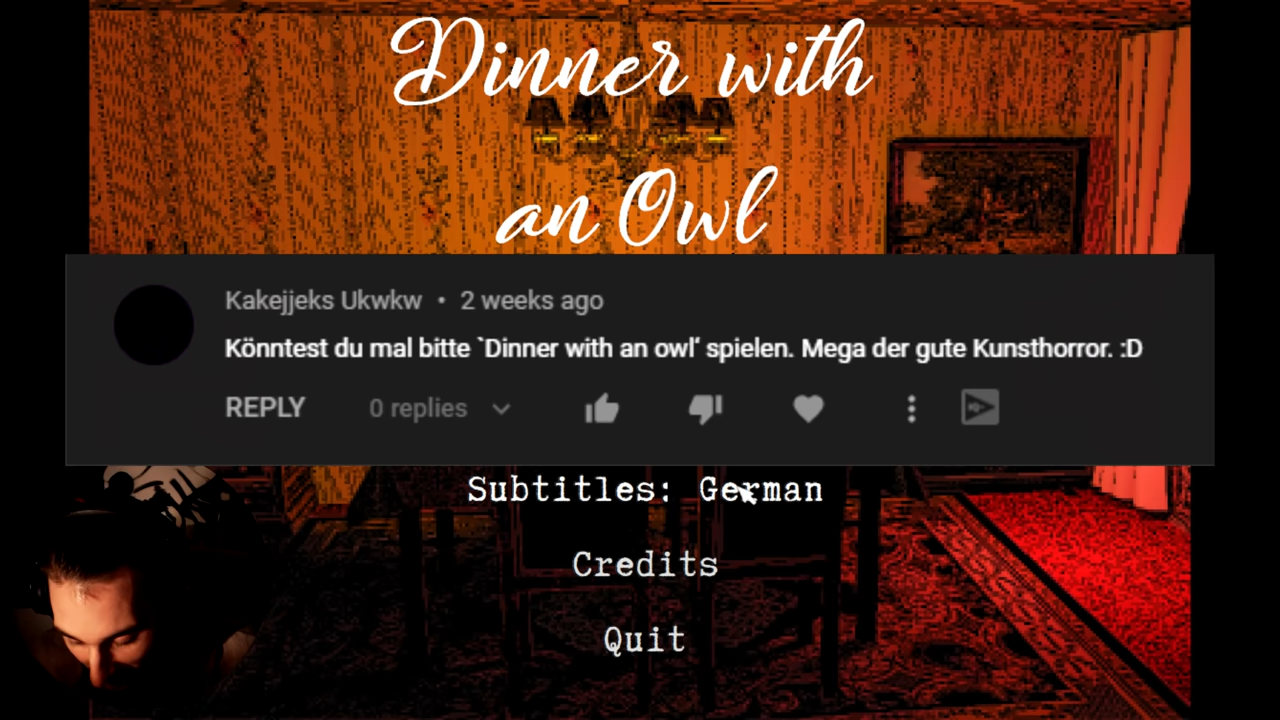 Dinner with
an Owl
Kakejjeks Ukwkw • 2 weeks ago
Könntest du mal bitte `Dinner with an owl‘ spielen. Mega der gute Kunsthorror. :D
REPLY 0 replies
Subtitles: German
Credits
Quit